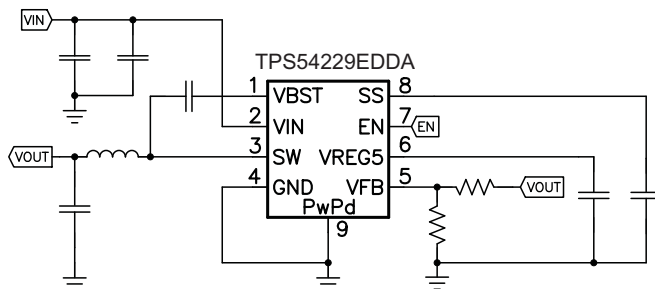 VIN
TPS54229EDDA
1 VBST SS 8
2 VIN EN 7 EN
3 SW VREG5 6
VOUT
4 GND VFB 5 VOUT
PwPd
9